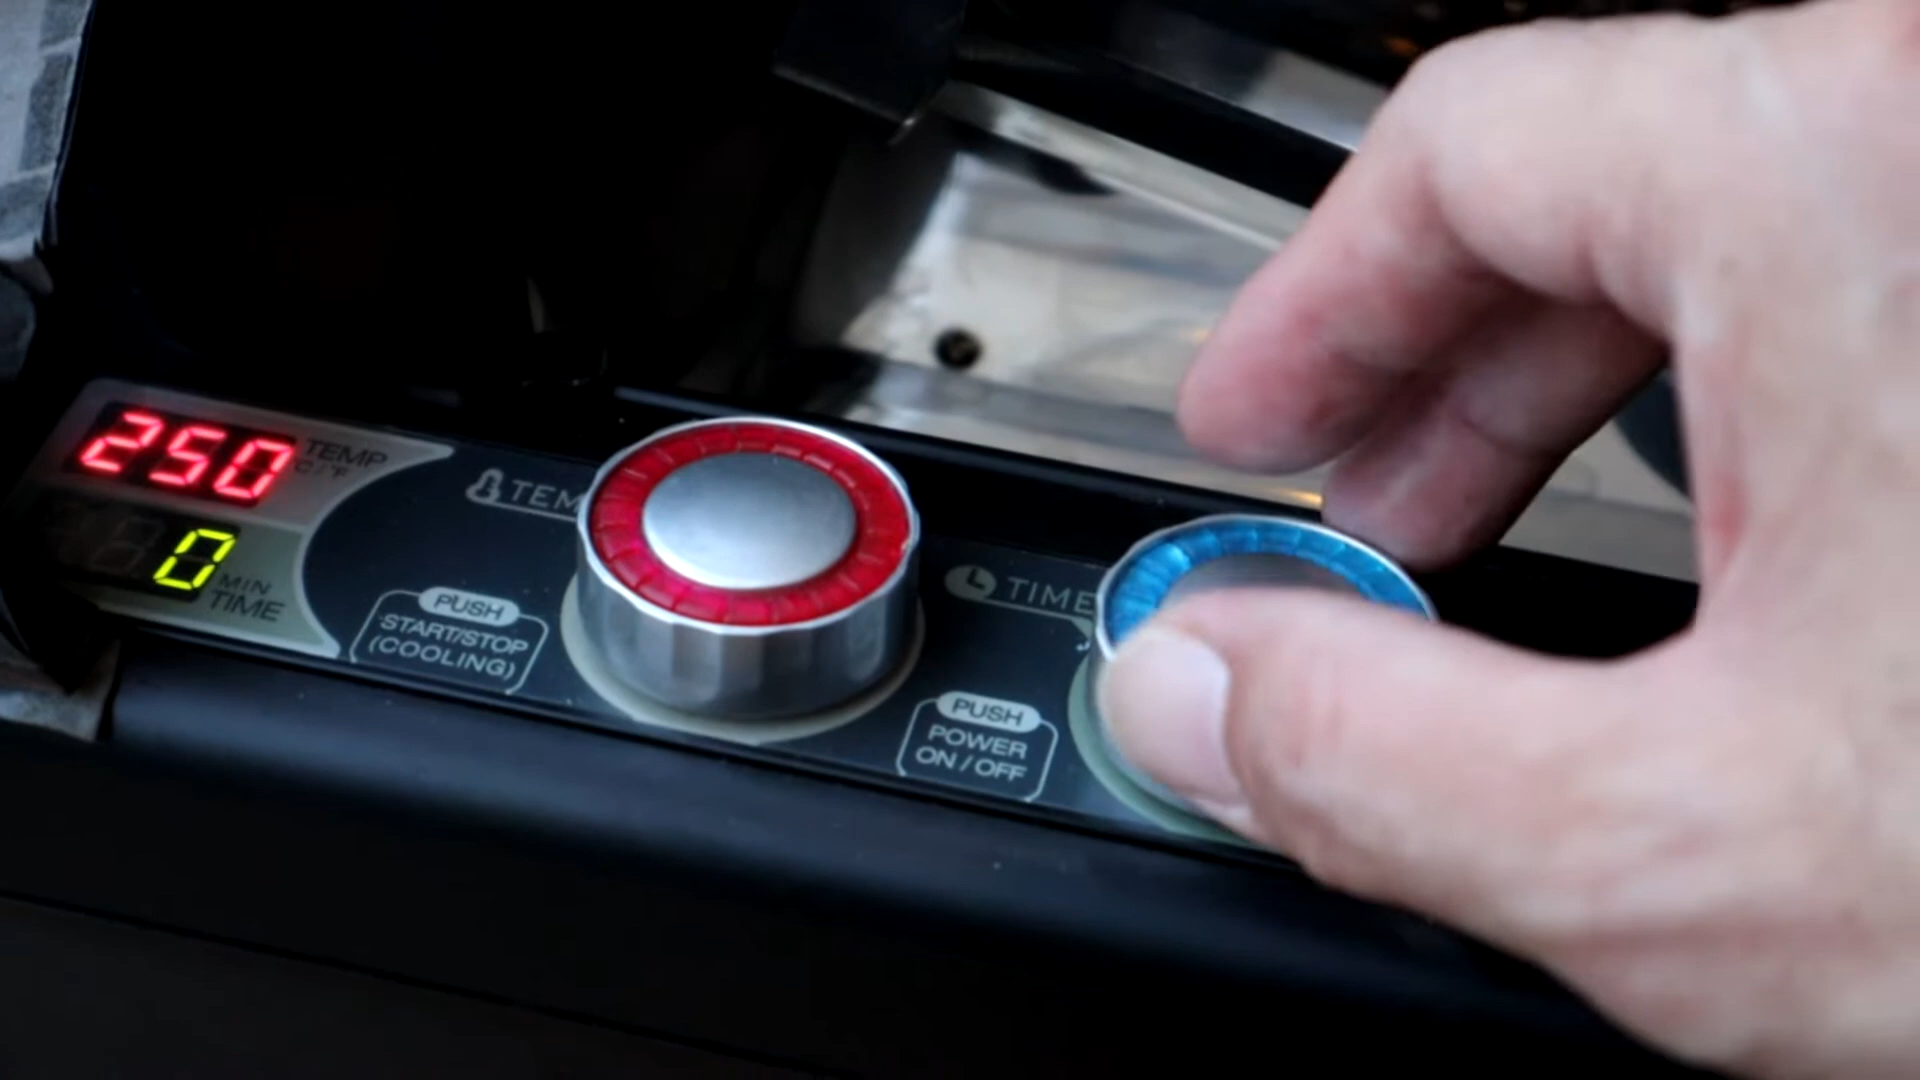 250
TEMP
°C/°F
0
MIN
TIME
TEM
PUSH
START/STOP
(COOLING)
TIME
PUSH
POWER
ON / OFF